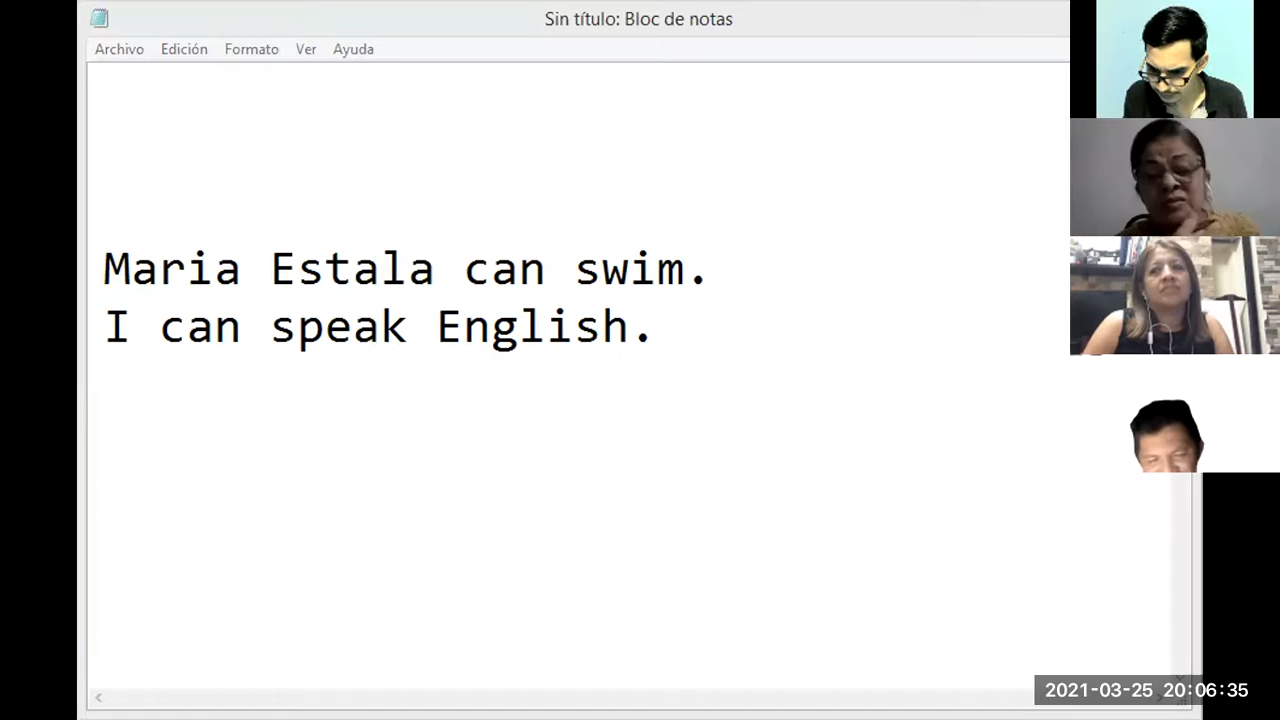 Sin título: Bloc de notas
Archivo Edición Formato Ver Ayuda
Maria Estala can swim.
I can speak English.
2021-03-25 20:06:35